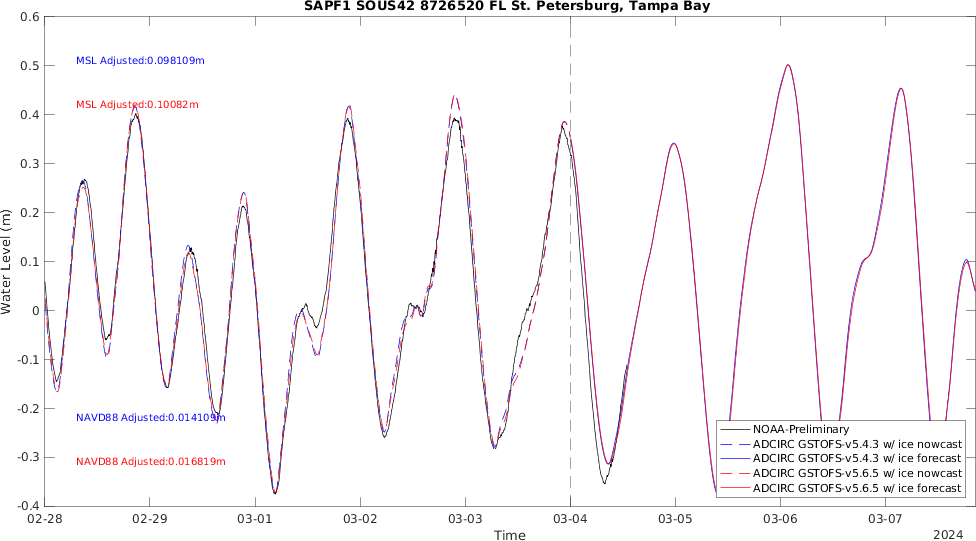 SAPF1 SOUS42 8726520 FL St. Petersburg, Tampa Bay
0.6
0.5
0.4
0.3
0.2
0.1
0
-0.1
-0.2
-0.3
-0.4
Water Level (m)
MSL Adjusted:0.098109m
MSL Adjusted:0.10082m
NAVD88 Adjusted:0.014109m
NAVD88 Adjusted:0.016819m
NOAA-Preliminary
ADCIRC GSTOFS-v5.4.3 w/ ice nowcast
ADCIRC GSTOFS-v5.4.3 w/ ice forecast
ADCIRC GSTOFS-v5.6.5 w/ ice nowcast
ADCIRC GSTOFS-v5.6.5 w/ ice forecast
02-28 02-29 03-01 03-02 03-03 03-04 03-05 03-06 03-07
Time
2024